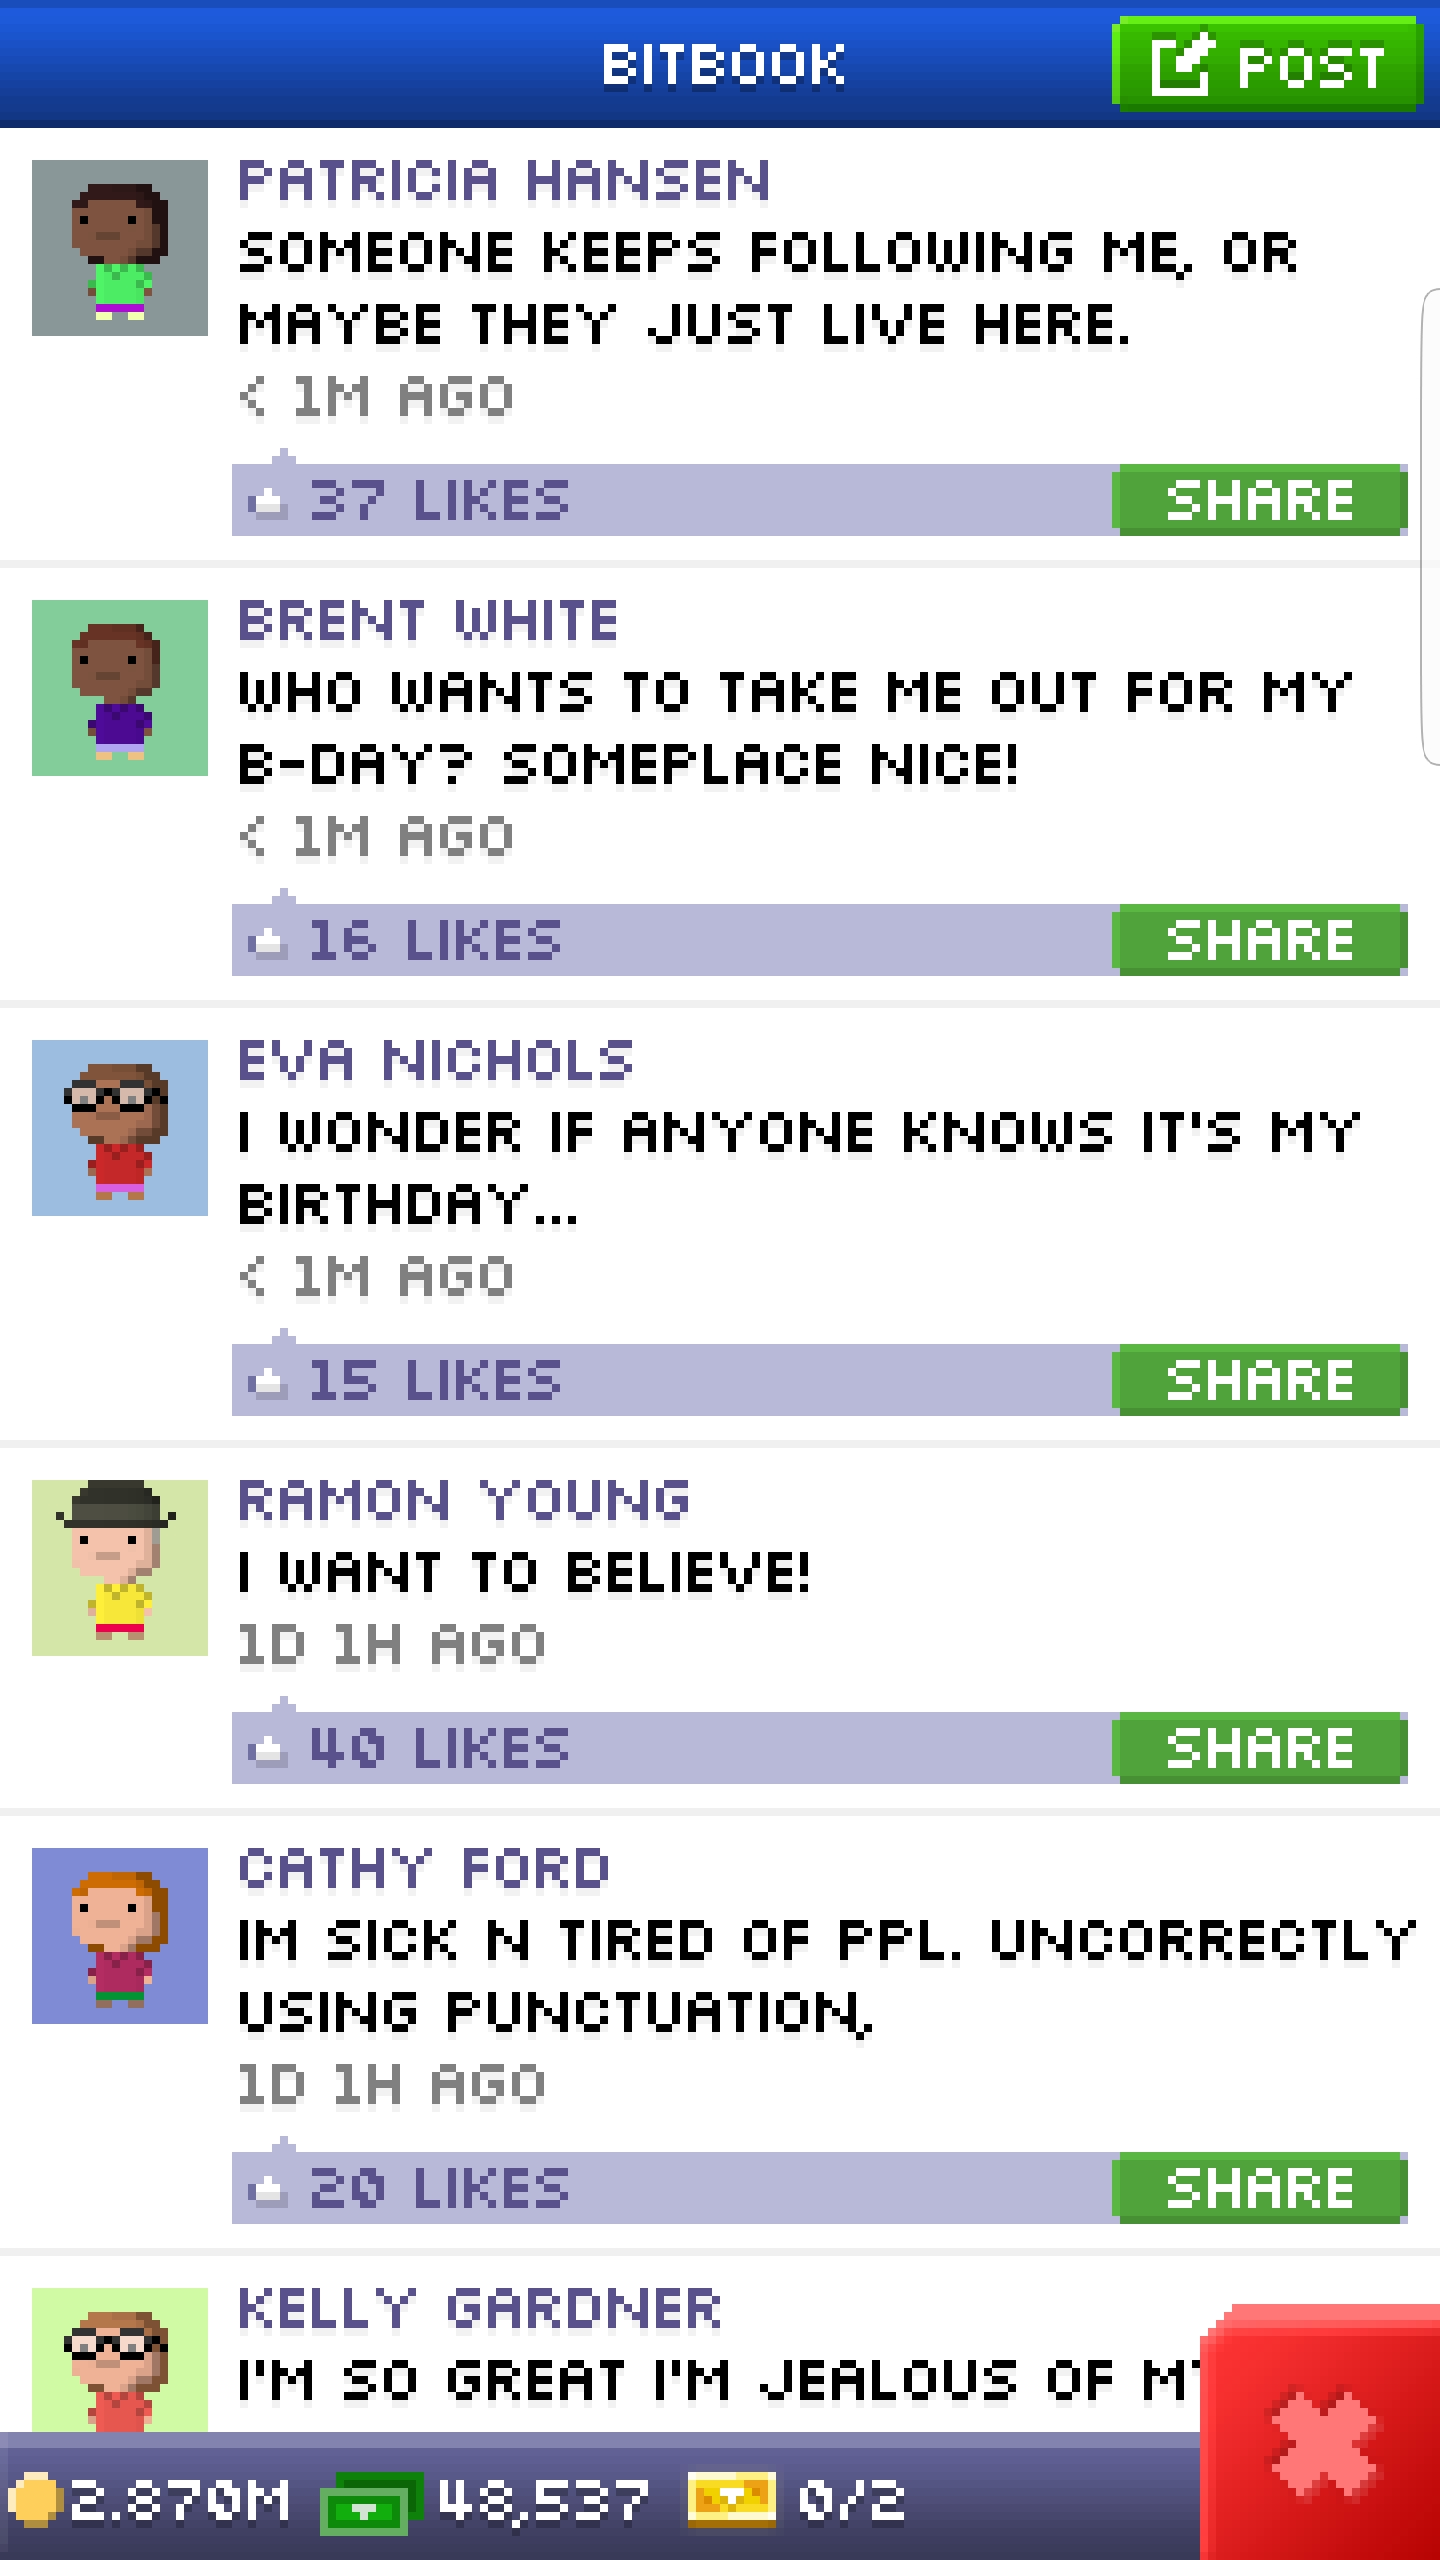 BITBOOK
POST
PATRICIA HANSEN
SOMEONE KEEPS FOLLOWING ME, OR
MAYBE THEY JUST LIVE HERE.
< 1M AGO
37 LIKES
SHARE
BRENT WHITE
WHO WANTS TO TAKE ME OUT FOR MY
B-DAY? SOMEPLACE NICE!
< 1M AGO
16 LIKES
SHARE
EVA NICHOLS
I WONDER IF ANYONE KNOWS IT'S MY
BIRTHDAY...
< 1M AGO
15 LIKES
SHARE
RAMON YOUNG
I WANT TO BELIEVE!
1D 1H AGO
40 LIKES
SHARE
CATHY FORD
IM SICK N TIRED OF PPL. UNCORRECTLY
USING PUNCTUATION,
1D 1H AGO
20 LIKES
SHARE
KELLY GARDNER
I'M SO GREAT I'M JEALOUS OF
2.870M
48,537
0/2